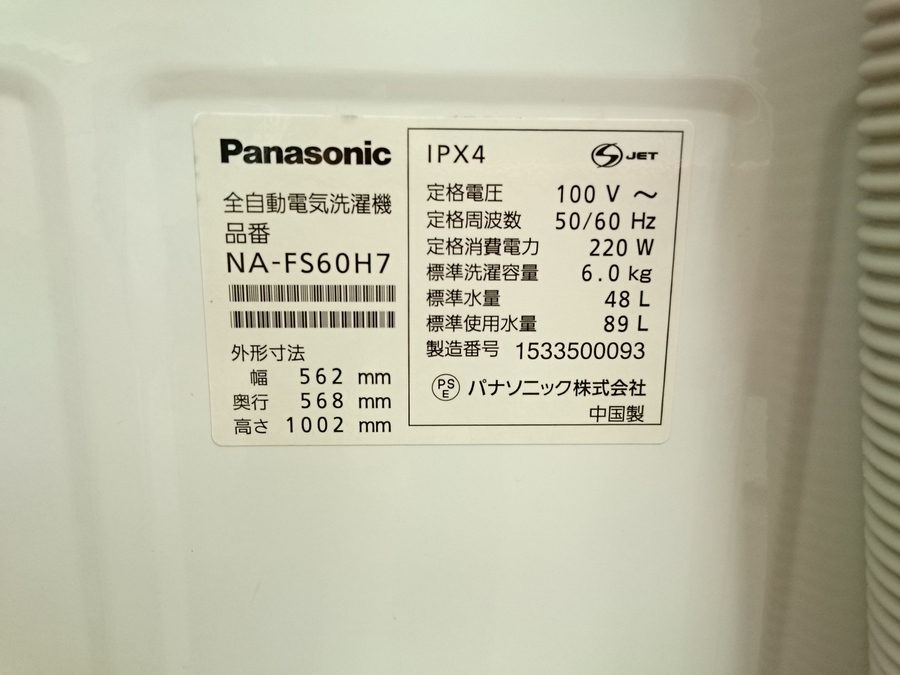 Panasonic
全自動電気洗濯機
品番
NA-FS60H7
外形寸法
幅 562 mm
奥行 568 mm
高さ 1002 mm
IPX4 S JET
定格電圧 100 V ～
定格周波数 50/60 Hz
定格消費電力 220 W
標準洗濯容量 6.0 kg
標準水量 48 L
標準使用水量 89 L
製造番号 1533500093
PS E パナソニック株式会社
中国製